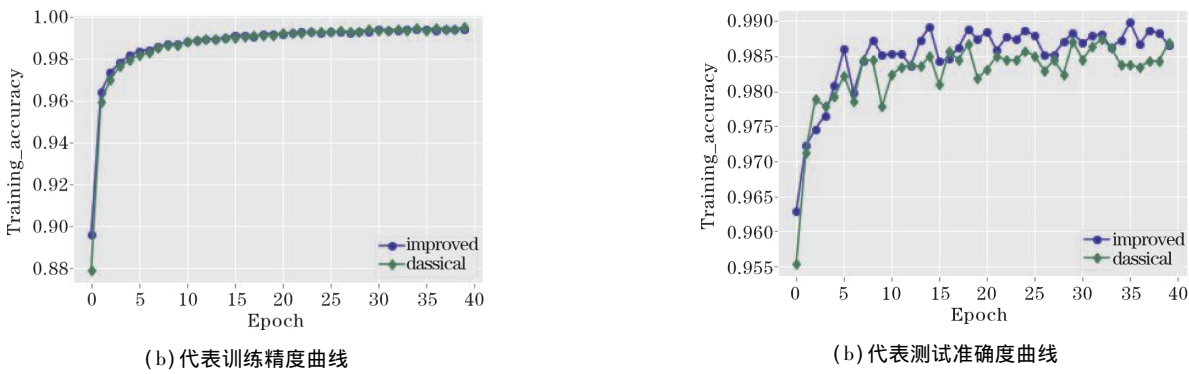 1.00
0.98
0.96
0.94
0.92
0.90
0.88
Training_accuracy
0 5 10 15 20 25 30 35 40
Epoch
improved
dassical
(b)代表训练精度曲线
0.990
0.985
0.980
0.975
0.970
0.965
0.960
0.955
Training_accuracy
0 5 10 15 20 25 30 35 40
Epoch
improved
dassical
(b)代表测试准确度曲线